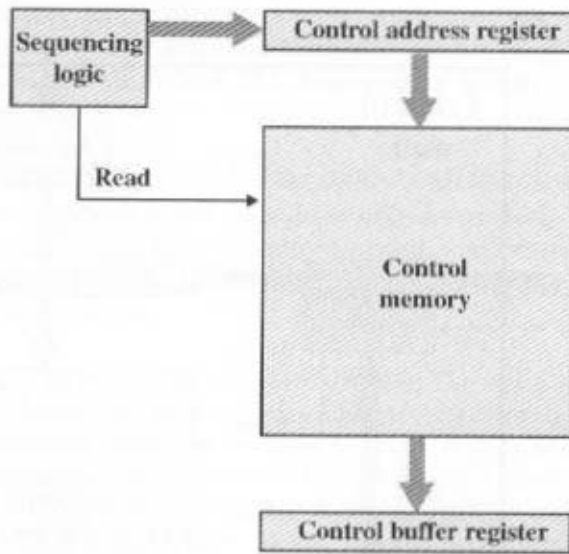 Sequencing
logic
Control address register
Read
Control
memory
Control buffer register